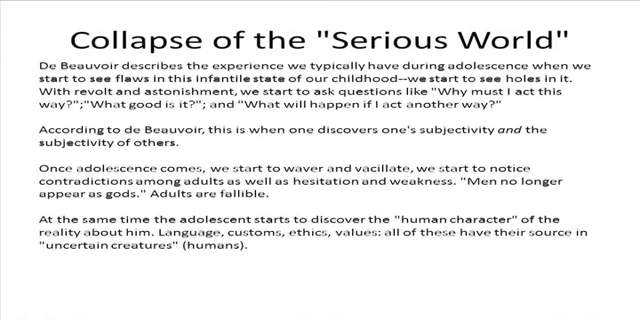 Collapse of the "Serious World"
De Beauvoir describes the experience we typically have during adolescence when we
start to see flaws in this infantile state of our childhood--we start to see holes in it.
With revolt and astonishment, we start to ask questions like "Why must I act this
way?";"What good is it?"; and "What will happen if I act another way?"
According to de Beauvoir, this is when one discovers one's subjectivity and the
subjectivity of others.
Once adolescence comes, we start to waver and vacillate, we start to notice
contradictions among adults as well as hesitation and weakness. "Men no longer
appear as gods." Adults are fallible.
At the same time the adolescent starts to discover the "human character" of the
reality about him. Language, customs, ethics, values: all of these have their source in
"uncertain creatures" (humans).